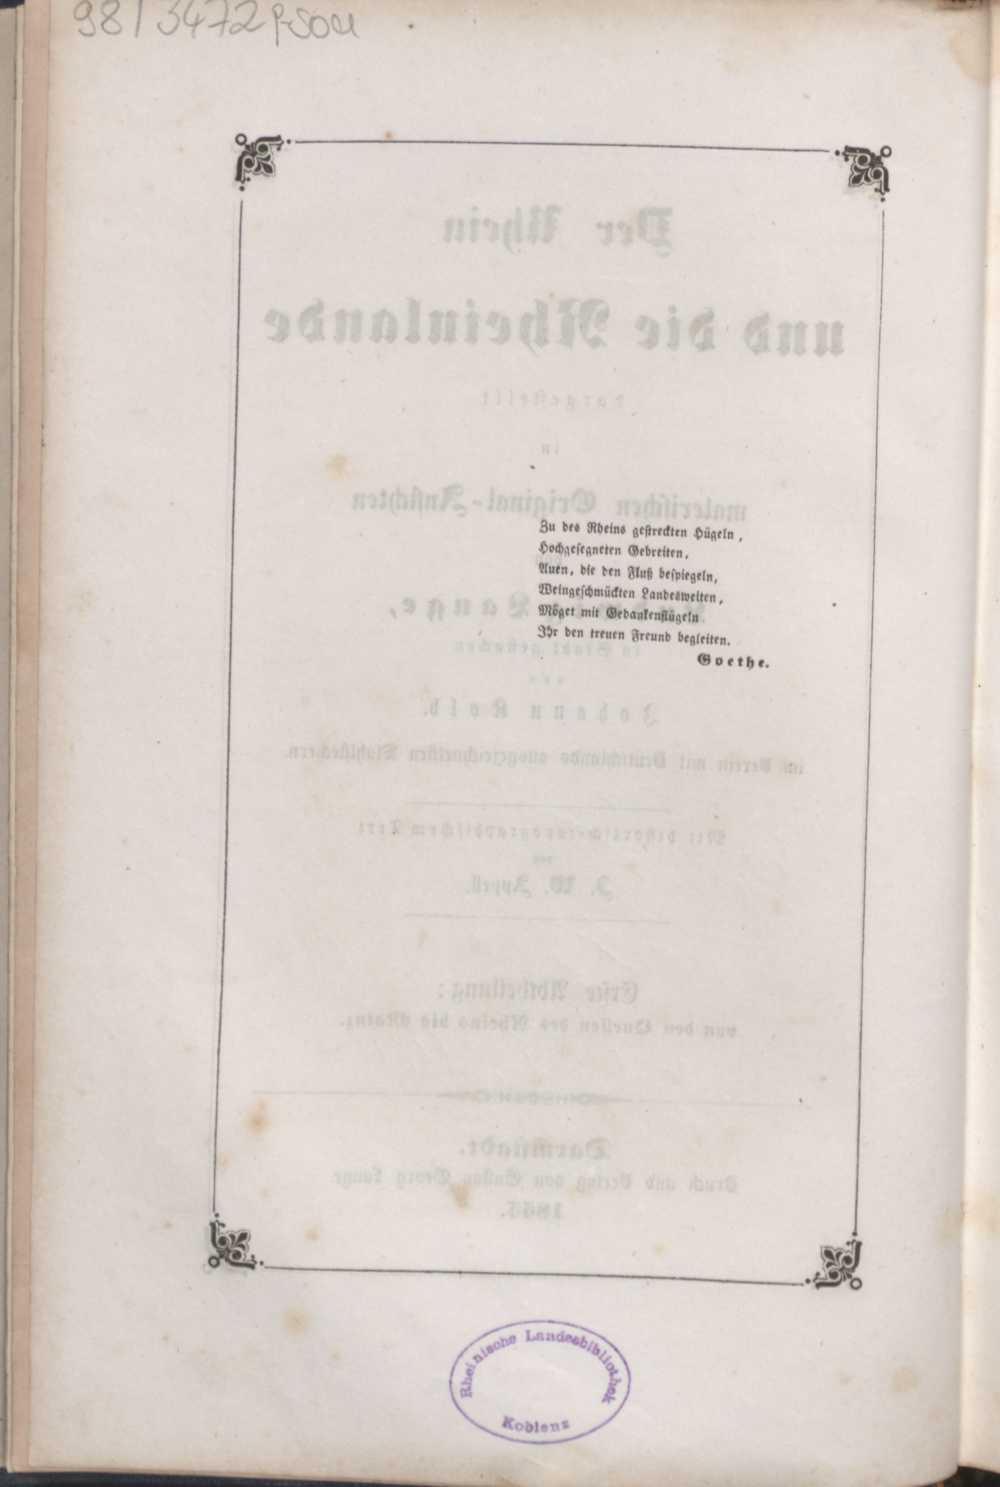 98/3472
Zu des Rheins gestreckten Hügeln,
Hochgesegneten Gebreiten,
Auen, die den Fluß bespiegeln,
Weingeschmückten Landesweiten,
Möget mit Gedankenflügeln
Ihr den treuen Freund begleiten.
Goethe.
Rheinische Landesbibliothek
Koblenz